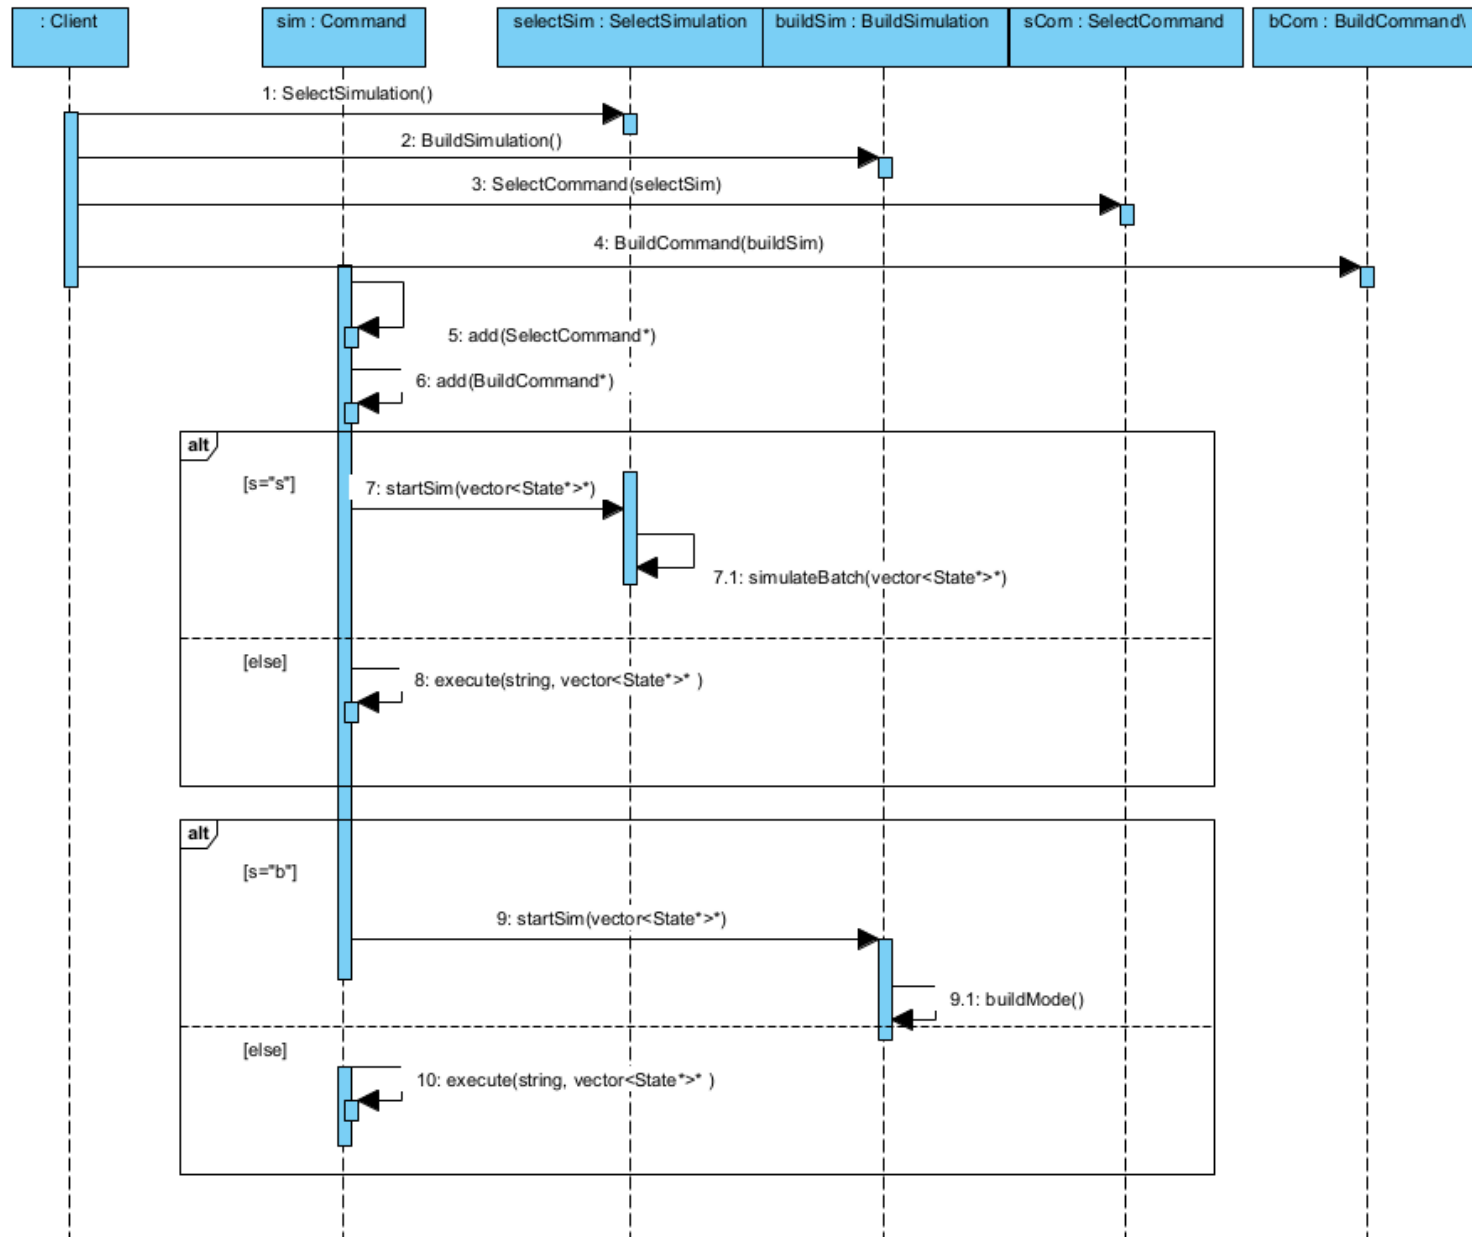 : Client
sim : Command
selectSim : SelectSimulation
buildSim : BuildSimulation
sCom : SelectCommand
bCom : BuildCommand\
1: SelectSimulation()
2: BuildSimulation()
3: SelectCommand(selectSim)
4: BuildCommand(buildSim)
5: add(SelectCommand*)
6: add(BuildCommand*)
alt
[s="s"]
7: startSim(vector<State*>*)
7.1: simulateBatch(vector<State*>*)
[else]
8: execute(string, vector<State*>* )
alt
[s="b"]
9: startSim(vector<State*>*)
9.1: buildMode()
[else]
10: execute(string, vector<State*>* )